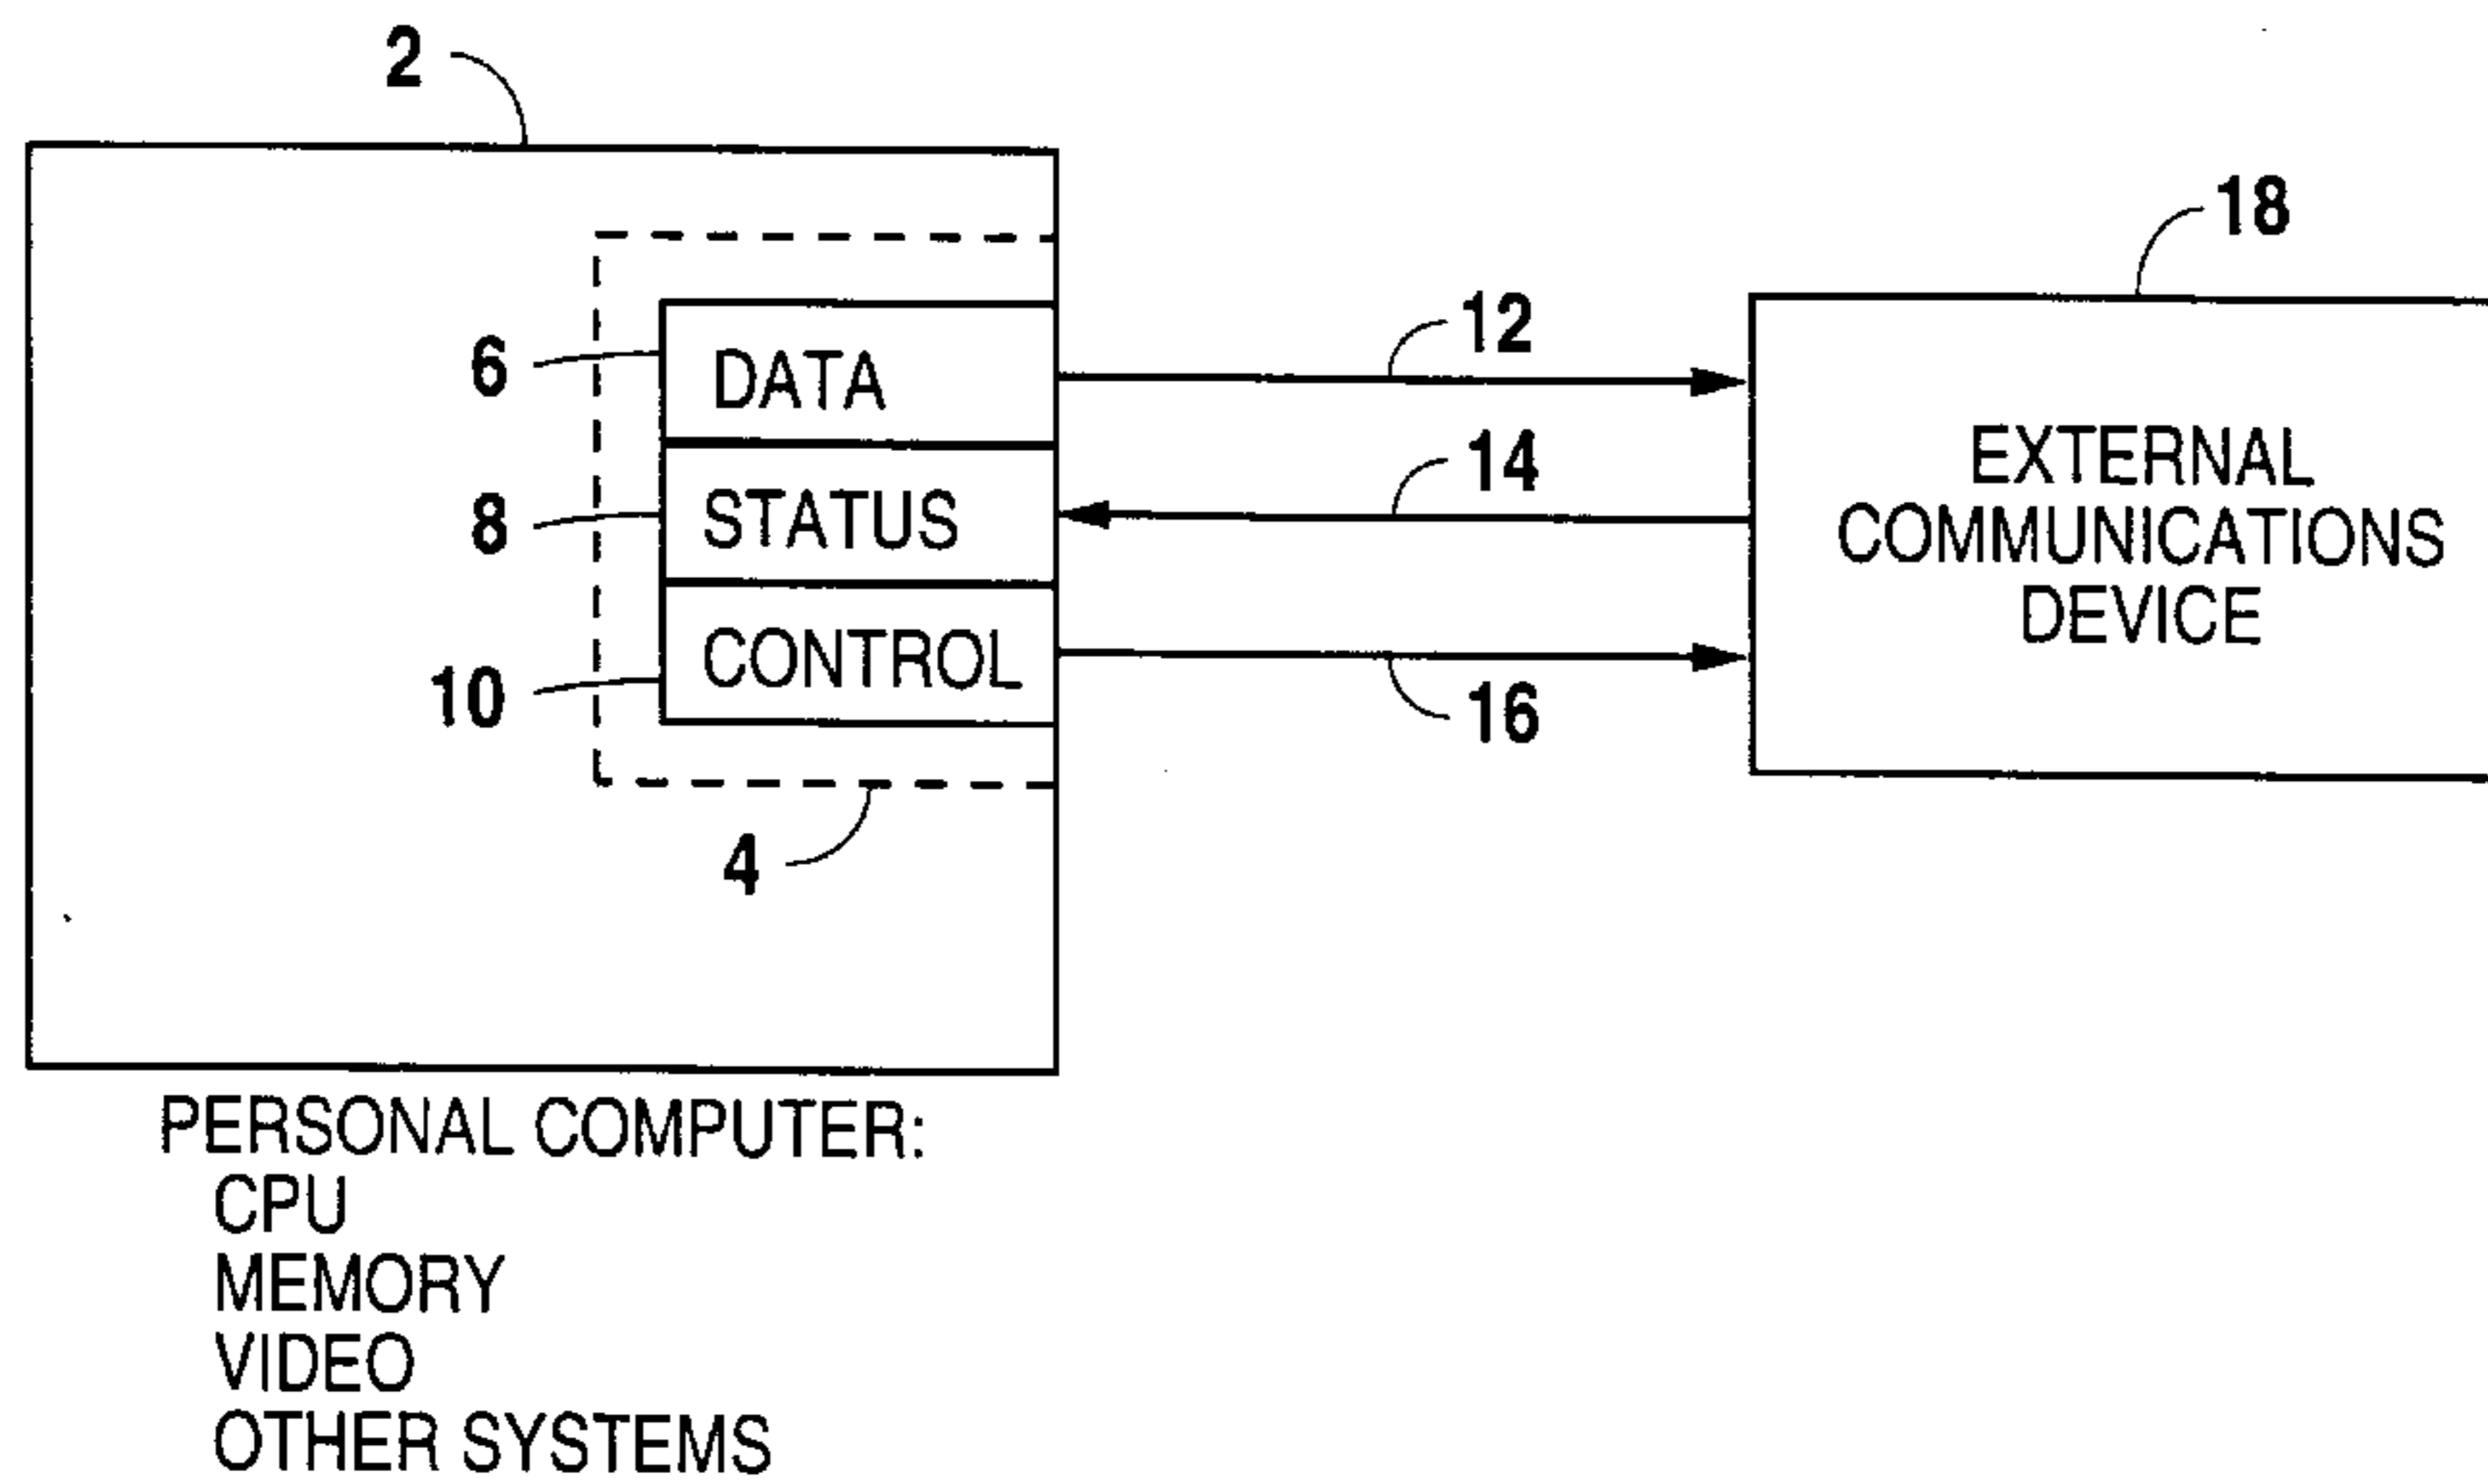 2
18
12
6 DATA
14
EXTERNAL
8 STATUS
COMMUNICATIONS
DEVICE
10 CONTROL
16
4
PERSONAL COMPUTER:
CPU
MEMORY
VIDEO
OTHER SYSTEMS